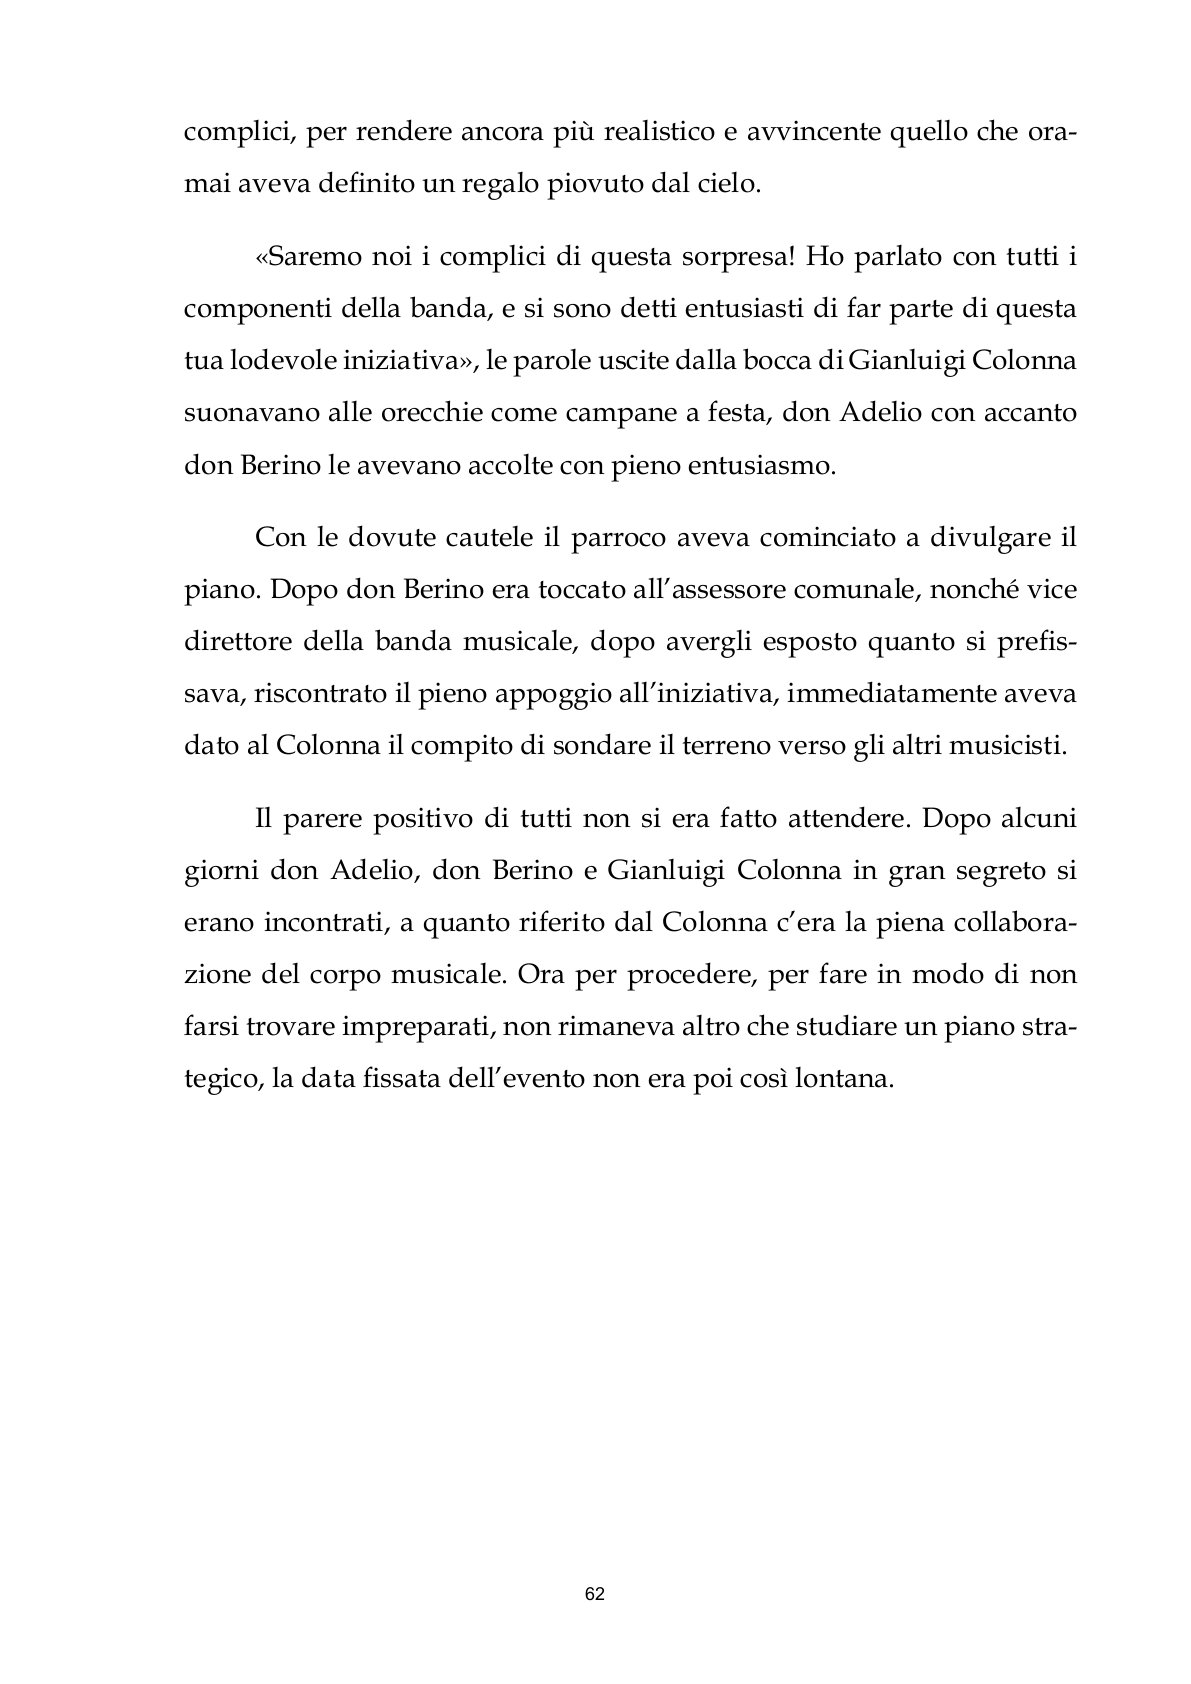 complici, per rendere ancora più realistico e avvincente quello che ora-
mai aveva definito un regalo piovuto dal cielo.
«Saremo noi i complici di questa sorpresa! Ho parlato con tutti i
componenti della banda, e si sono detti entusiasti di far parte di questa
tua lodevole iniziativa», le parole uscite dalla bocca di Gianluigi Colonna
suonavano alle orecchie come campane a festa, don Adelio con accanto
don Berino le avevano accolte con pieno entusiasmo.
Con le dovute cautele il parroco aveva cominciato a divulgare il
piano. Dopo don Berino era toccato all’assessore comunale, nonché vice
direttore della banda musicale, dopo avergli esposto quanto si prefis-
sava, riscontrato il pieno appoggio all’iniziativa, immediatamente aveva
dato al Colonna il compito di sondare il terreno verso gli altri musicisti.
Il parere positivo di tutti non si era fatto attendere. Dopo alcuni
giorni don Adelio, don Berino e Gianluigi Colonna in gran segreto si
erano incontrati, a quanto riferito dal Colonna c’era la piena collabora-
zione del corpo musicale. Ora per procedere, per fare in modo di non
farsi trovare impreparati, non rimaneva altro che studiare un piano stra-
tegico, la data fissata dell’evento non era poi così lontana.
62